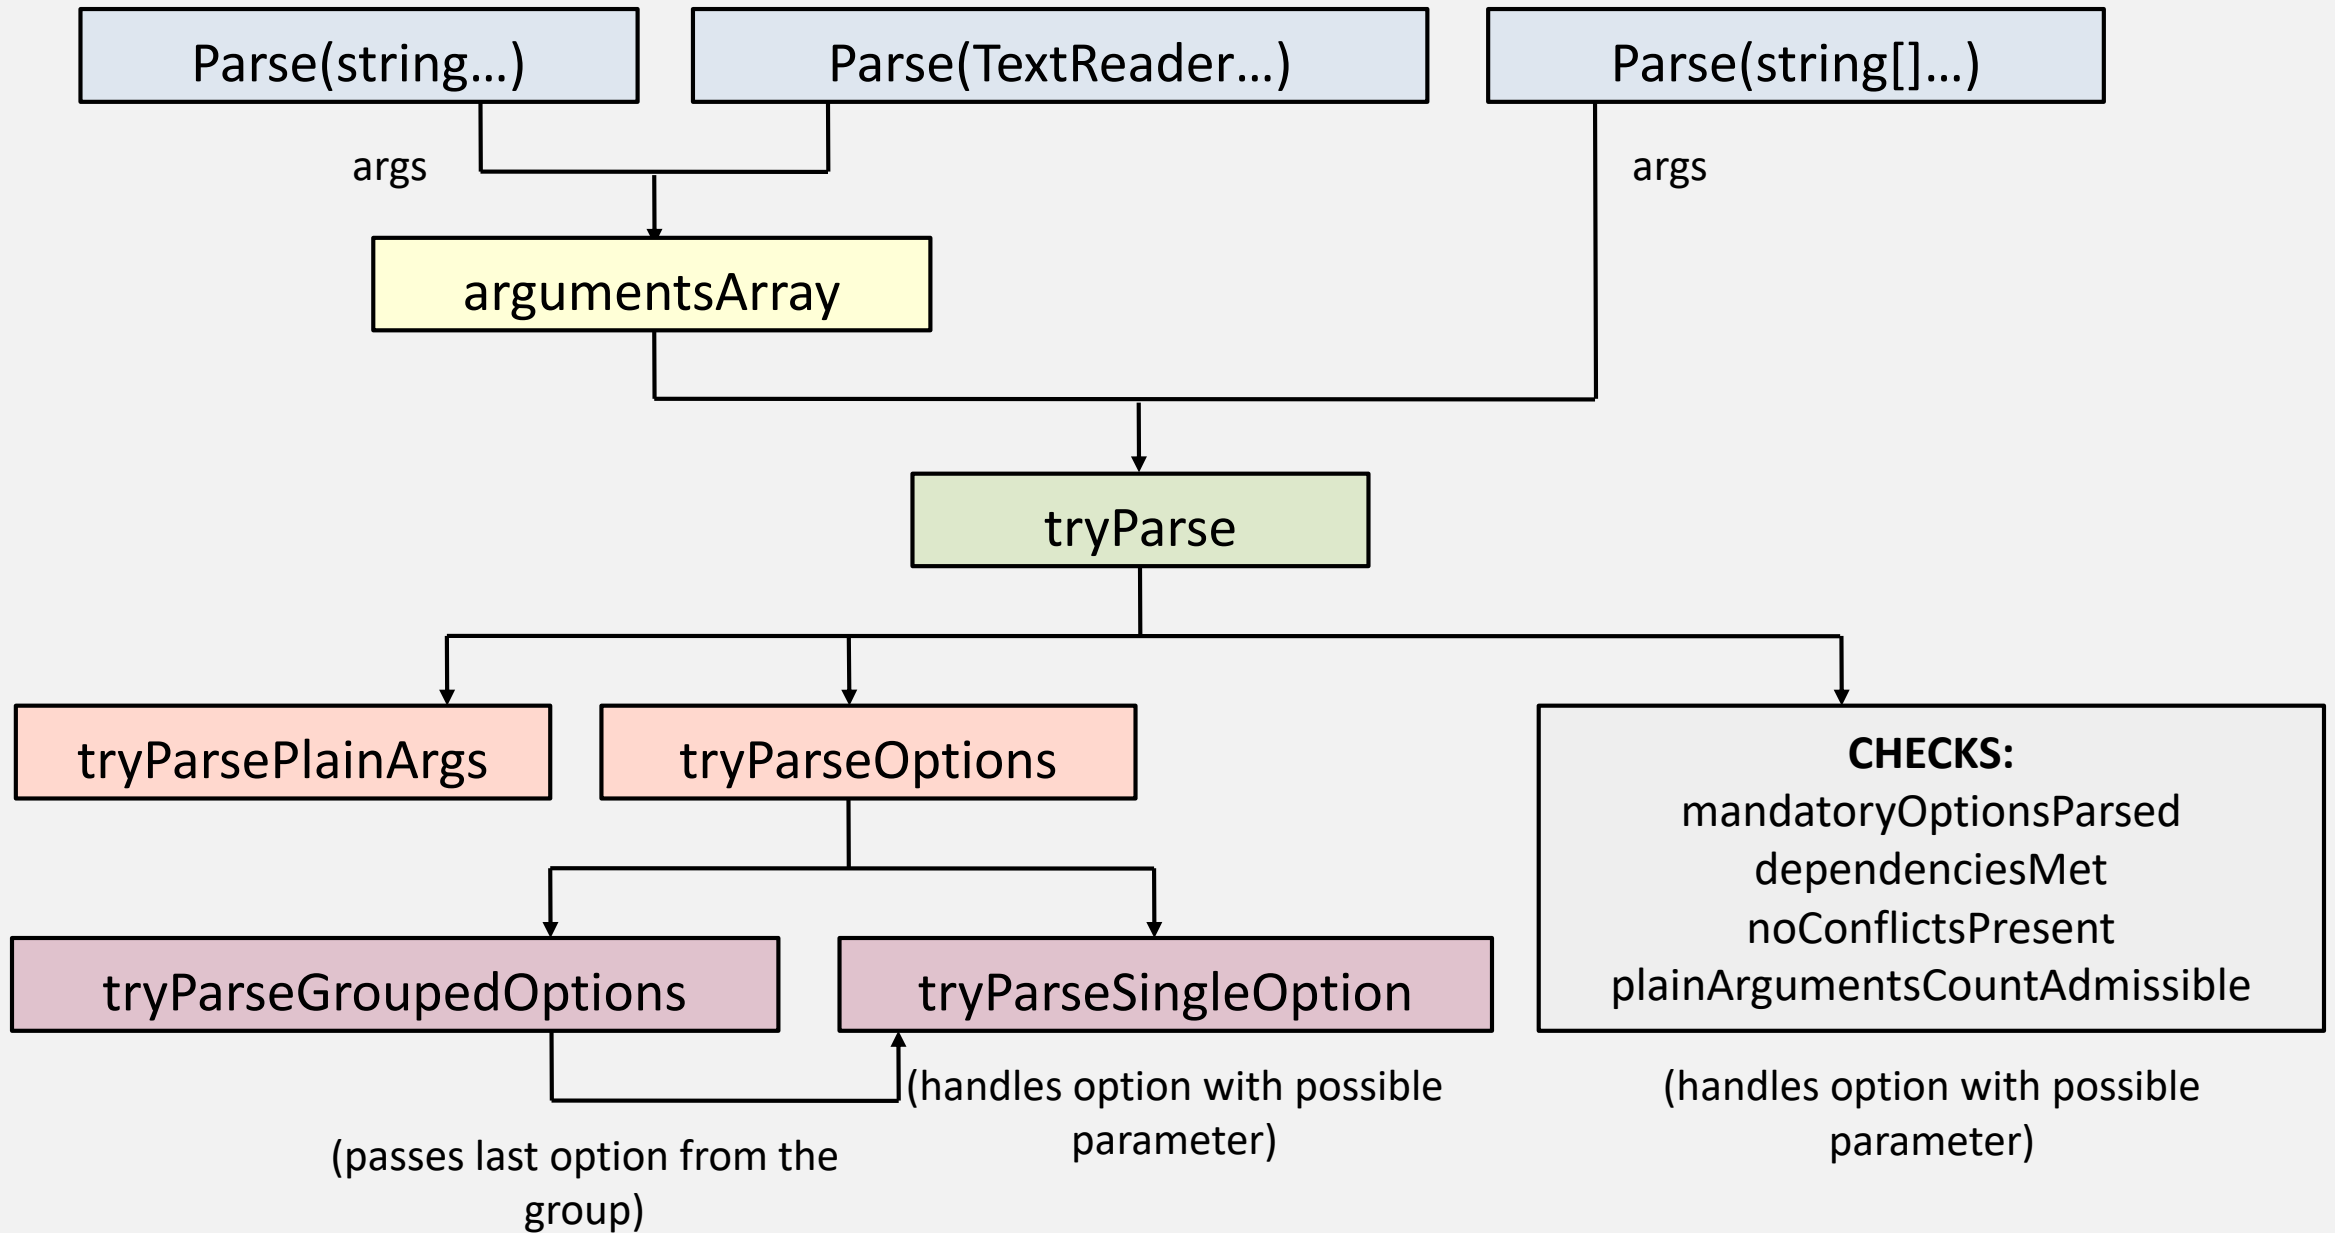 Parse(string…)
Parse(TextReader…)
Parse(string[]…)
args
args
argumentsArray
tryParse
tryParsePlainArgs
tryParseOptions
CHECKS:
mandatoryOptionsParsed
dependenciesMet
noConflictsPresent
plainArgumentsCountAdmissible
tryParseGroupedOptions
tryParseSingleOption
(handles option with possible
parameter)
(handles option with possible
parameter)
(passes last option from the
group)